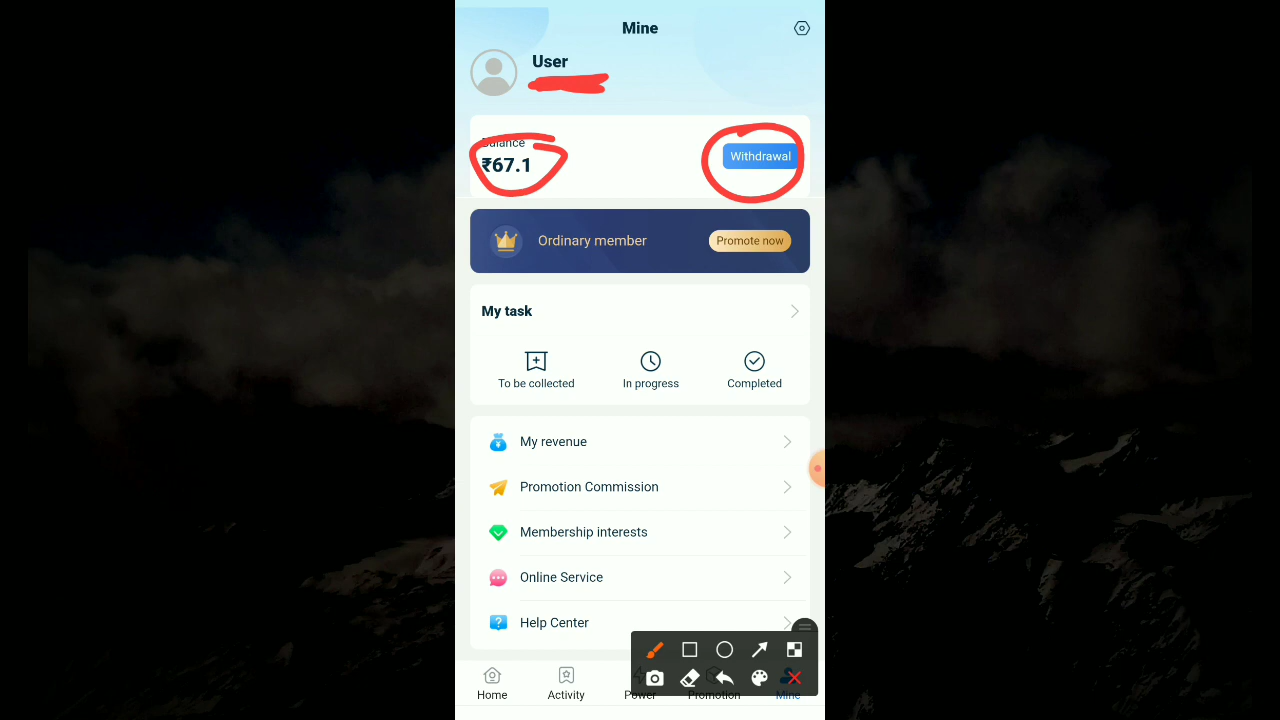 Mine
User
Balance
₹67.1
Withdrawal
Ordinary member
Promote now
My task
To be collected
In progress
Completed
My revenue
Promotion Commission
Membership interests
Online Service
Help Center
Home
Activity
Power
Promotion
Mine